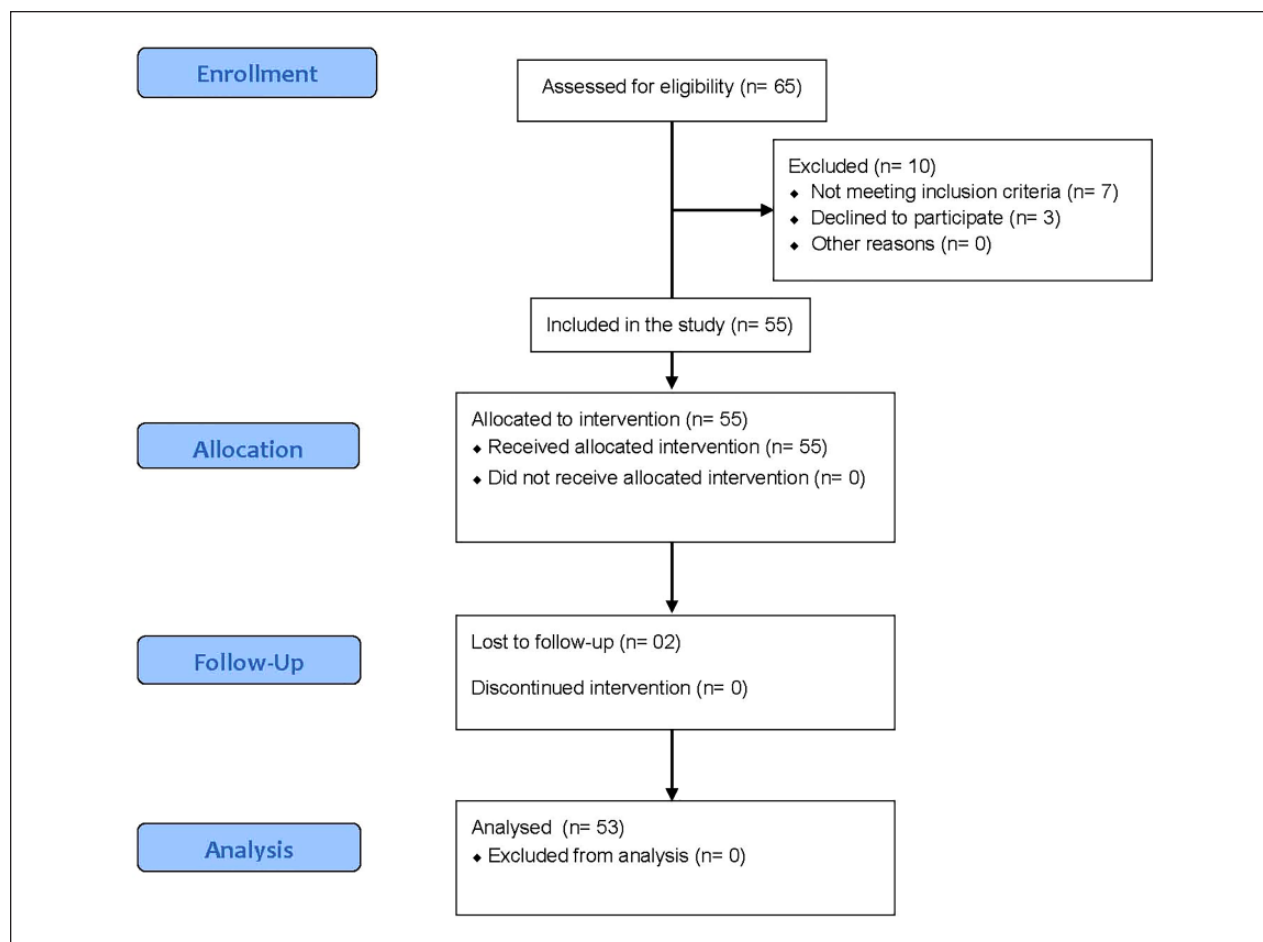 Enrollment
Assessed for eligibility (n= 65)
Excluded (n= 10)
⬥ Not meeting inclusion criteria (n= 7)
⬥ Declined to participate (n= 3)
⬥ Other reasons (n= 0)
Included in the study (n= 55)
Allocation
Allocated to intervention (n= 55)
⬥ Received allocated intervention (n= 55)
⬥ Did not receive allocated intervention (n= 0)
Follow-Up
Lost to follow-up (n= 02)
Discontinued intervention (n= 0)
Analysis
Analysed (n= 53)
⬥ Excluded from analysis (n= 0)